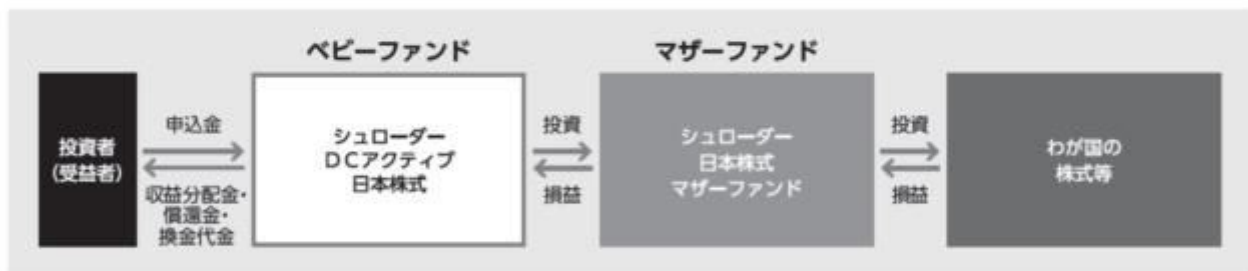 ベビーファンド
マザーファンド
投資者
(受益者)
申込金
収益分配金・
償還金・
換金代金
シュローダー
DCアクティブ
日本株式
投資
損益
シュローダー
日本株式
マザーファンド
投資
損益
わが国の
株式等